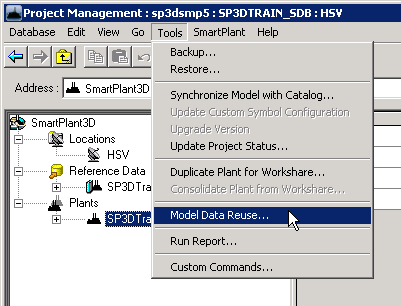 Project Management : sp3dsmp5 : SP3DTRAIN_SDB : HSV
Database Edit View Go Tools SmartPlant Help
Backup...
Restore...
Address : SmartPlant3D
Synchronize Model with Catalog...
Update Custom Symbol Configuration
Upgrade Version
Update Project Status...
Duplicate Plant for Workshare...
Consolidate Plant from Workshare...
Model Data Reuse...
Run Report...
Custom Commands...
SmartPlant3D
Locations
HSV
Reference Data
SP3DTra
Plants
SP3DTra